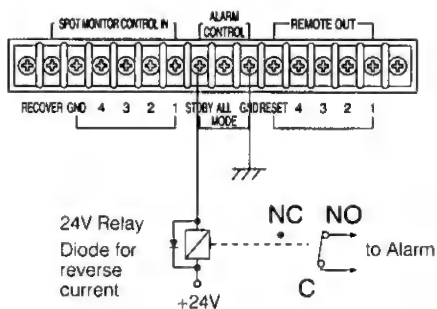 SPOT MONITOR CONTROL IN
ALARM
CONTROL
REMOTE OUT
RECOVER GND 4 3 2 1 STDBY ALL GND RESET 4 3 2 1
MODE
24V Relay
Diode for
reverse
current
+24V
NC NO
to Alarm
C